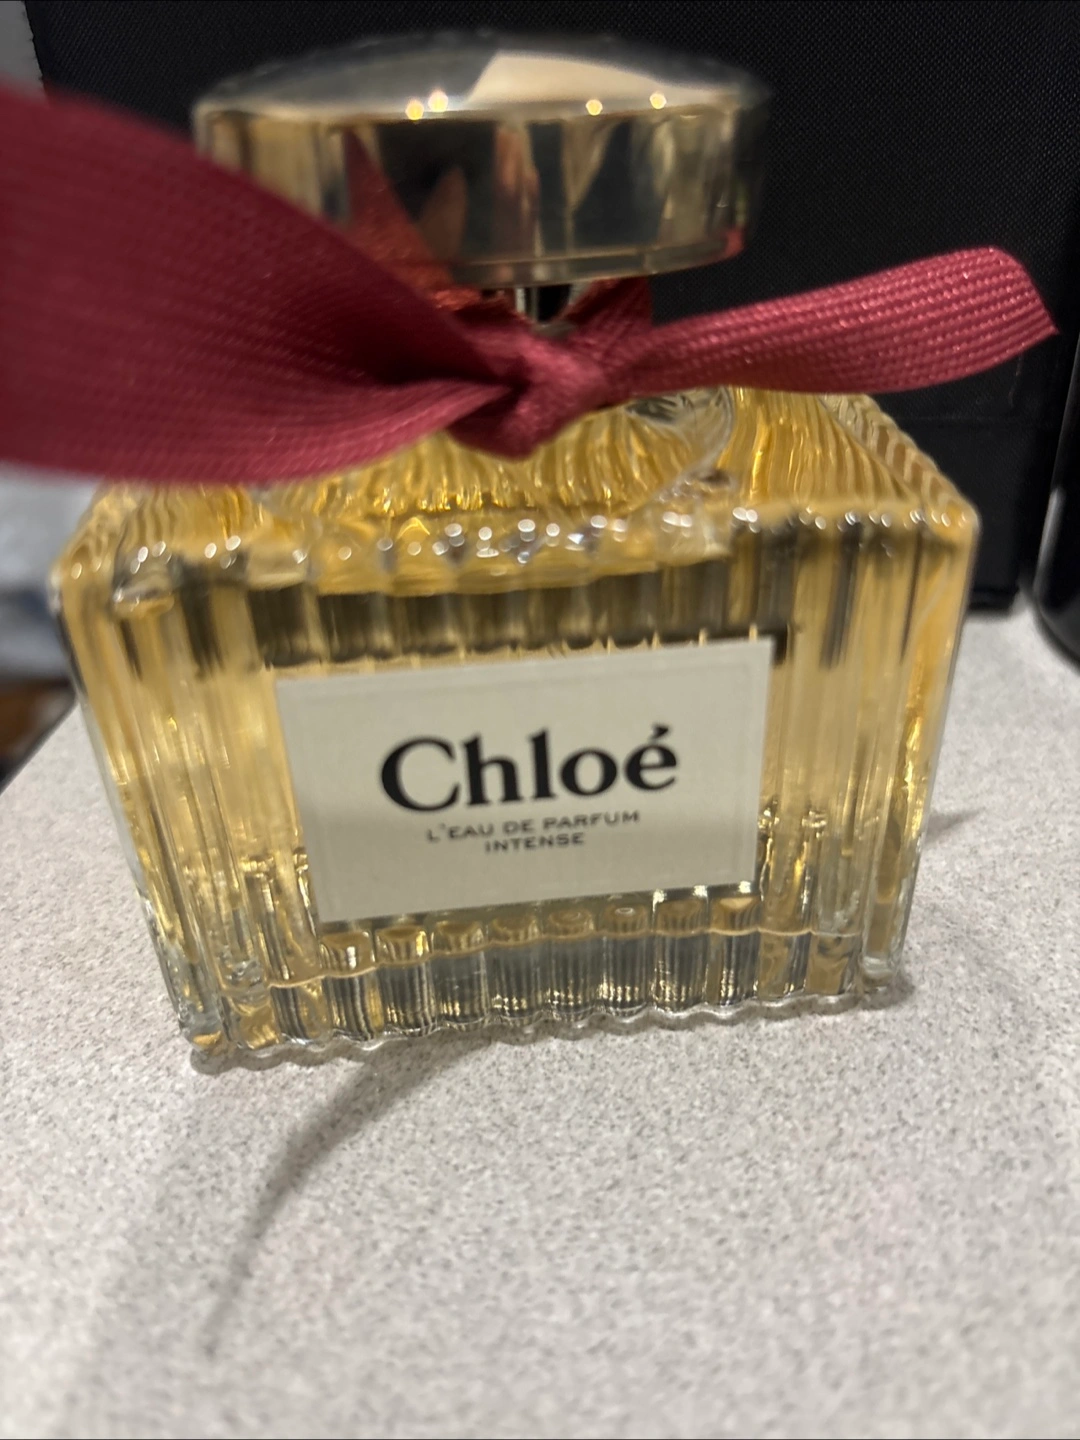 Chloé
L'EAU DE PARFUM
INTENSE